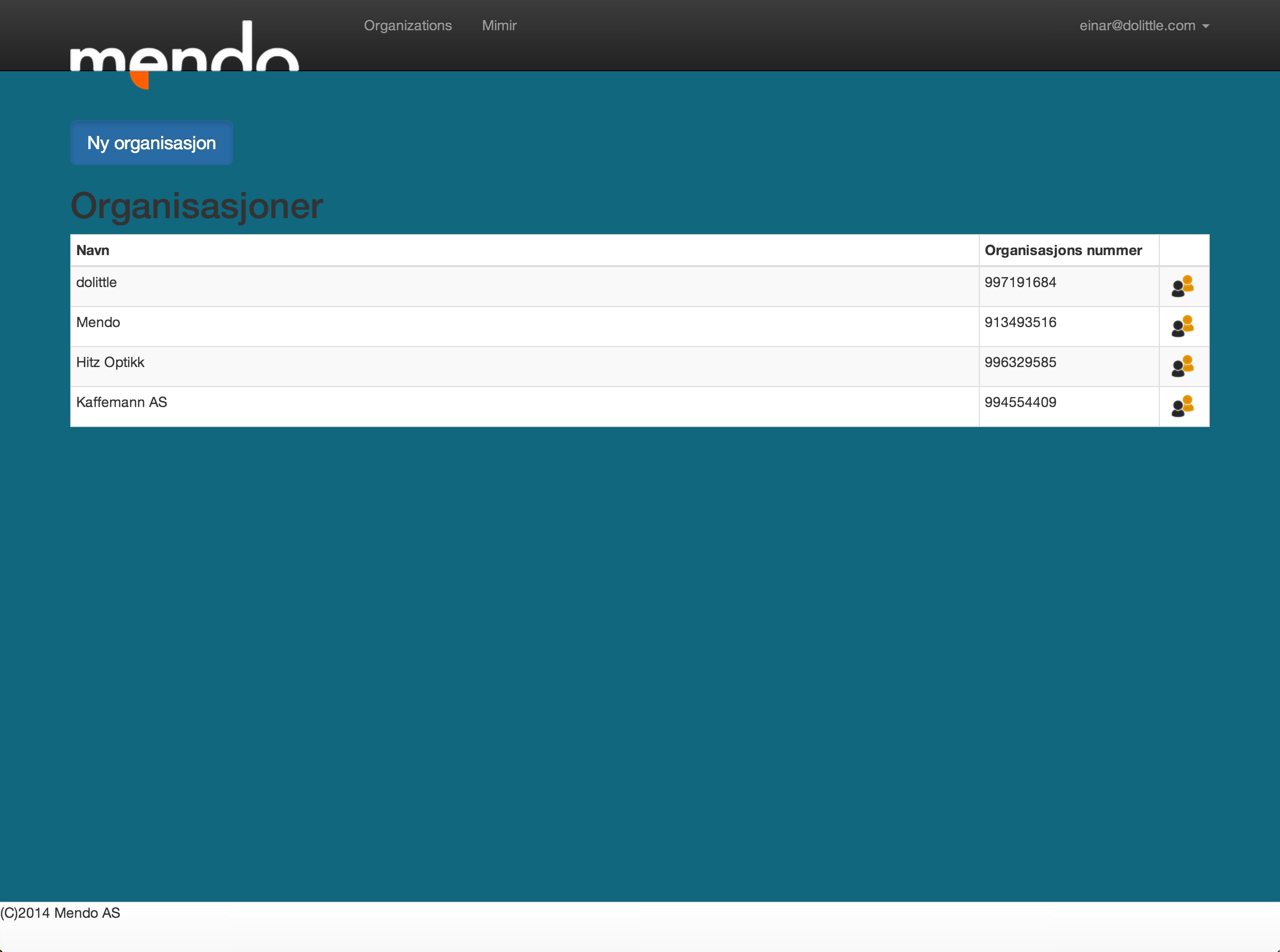 mendo
Organizations Mimir einar@dolittle.com
Ny organisasjon
Organisasjoner
Navn Organisasjons nummer
dolittle 997191684
Mendo 913493516
Hitz Optikk 996329585
Kaffemann AS 994554409
(C)2014 Mendo AS